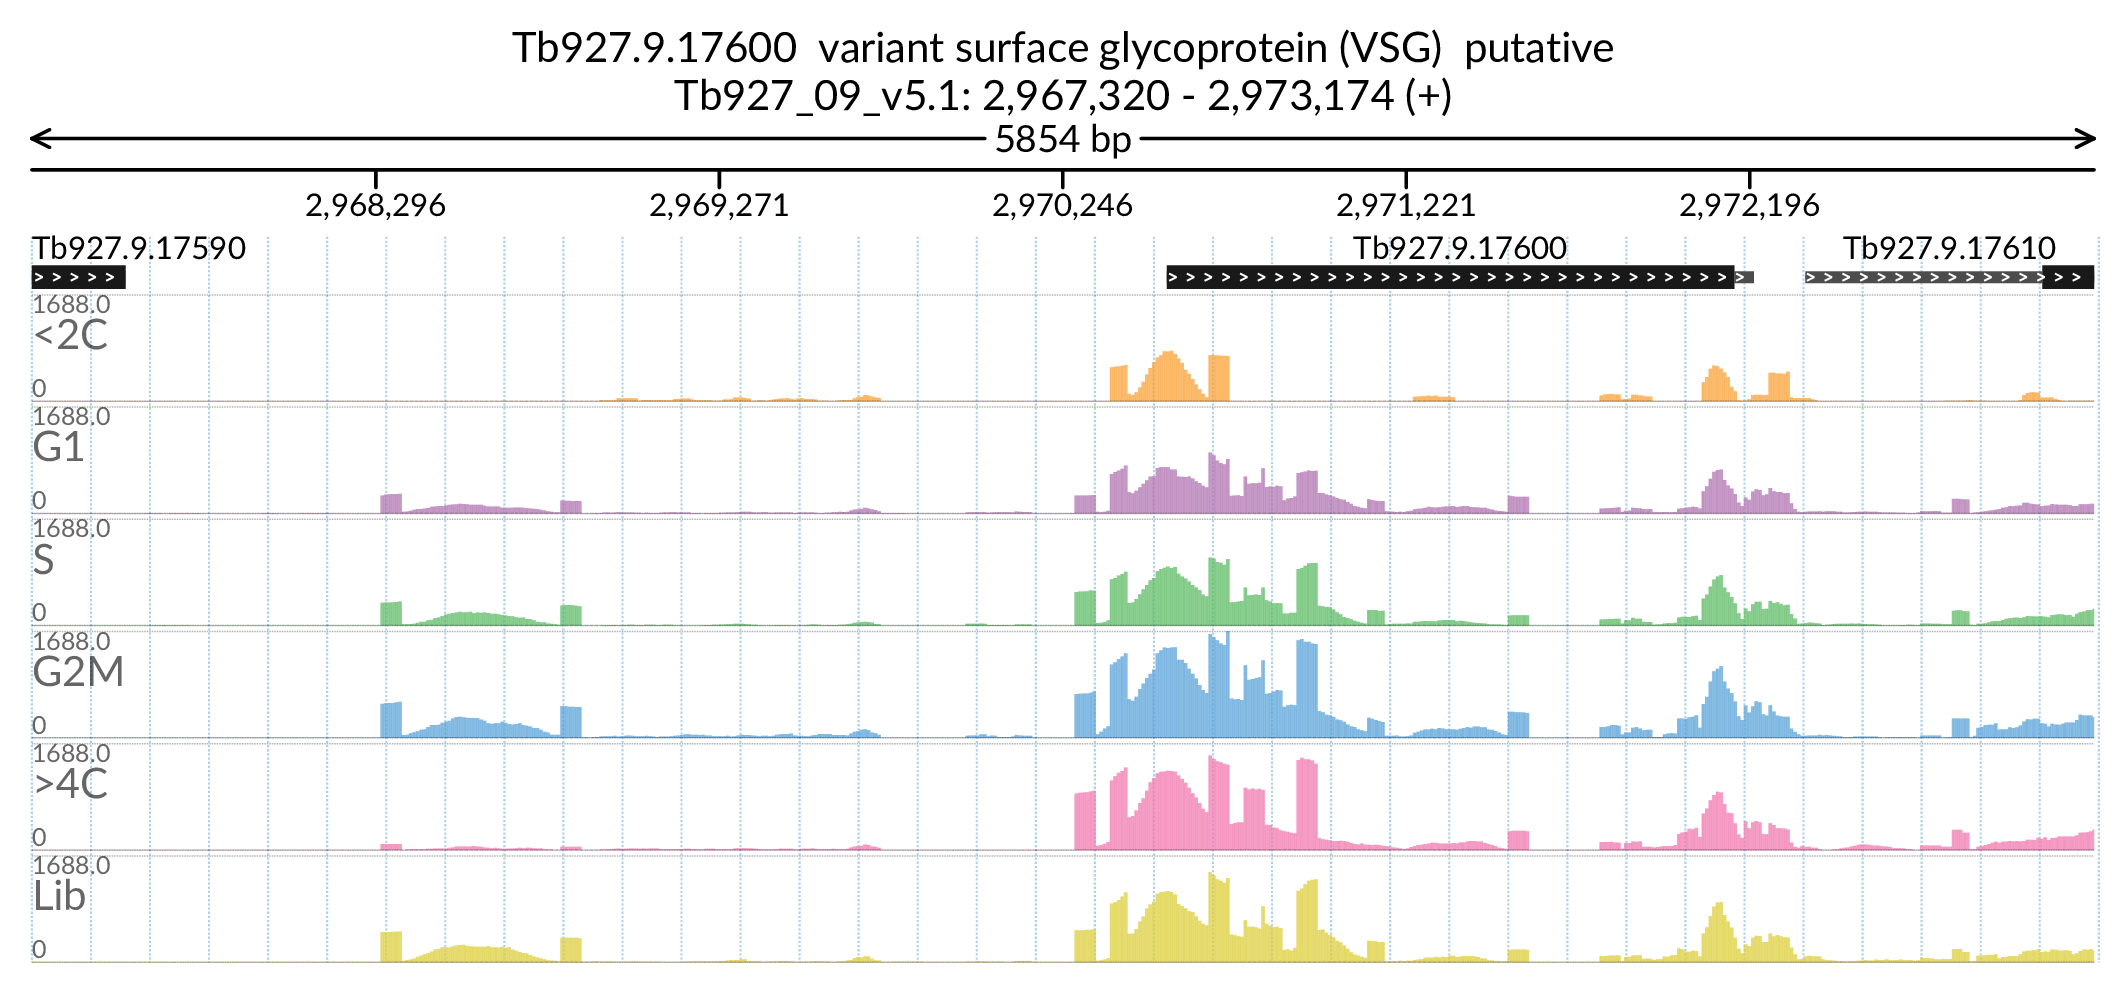 Tb927.9.17600  variant surface glycoprotein (VSG)  putative
Tb927_09_v5.1: 2,967,320 - 2,973,174 (+)
5854 bp
2,968,296 2,969,271 2,970,246 2,971,221 2,972,196
Tb927.9.17590 Tb927.9.17600 Tb927.9.17610
1688.0
<2C
0
1688.0
G1
0
1688.0
S
0
1688.0
G2M
0
1688.0
>4C
0
1688.0
Lib
0